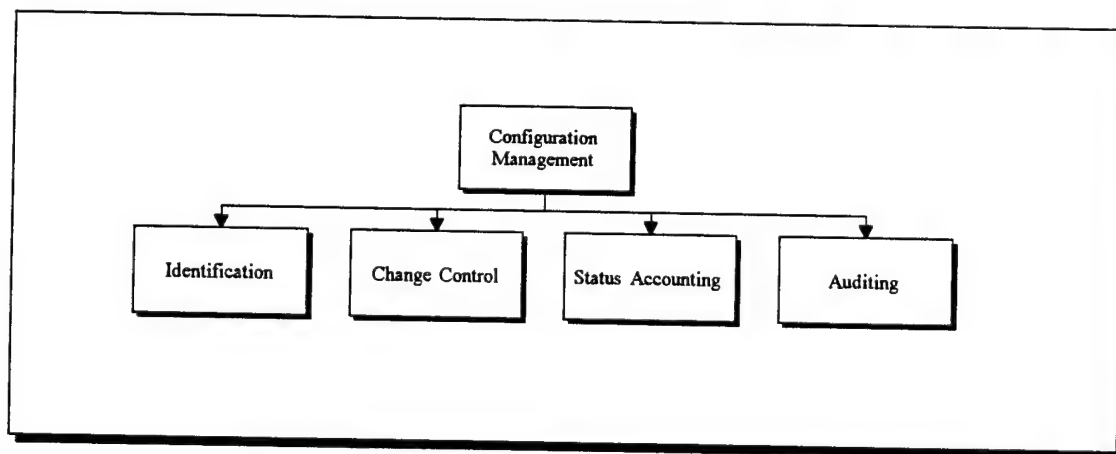 Configuration
Management
Identification
Change Control
Status Accounting
Auditing